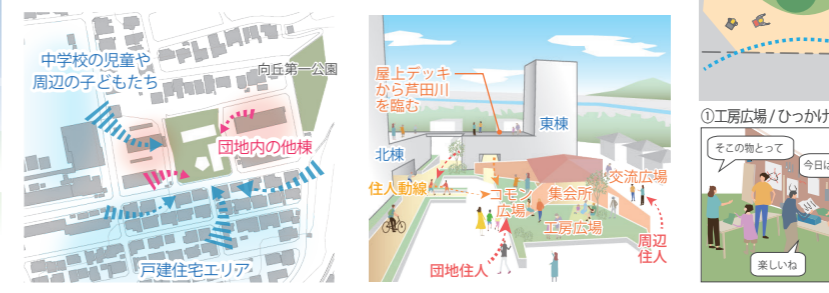 中学校の児童や
周辺の子どもたち
向丘第一公園
団地内の他棟
戸建住宅エリア
屋上デッキ
から芦田川
を臨む
東棟
北棟
住人動線
コモン
広場
集会所
交流広場
工房広場
周辺
住人
団地住人
①工房広場/ひっかけ
そこの物とって
今日は
楽しいね